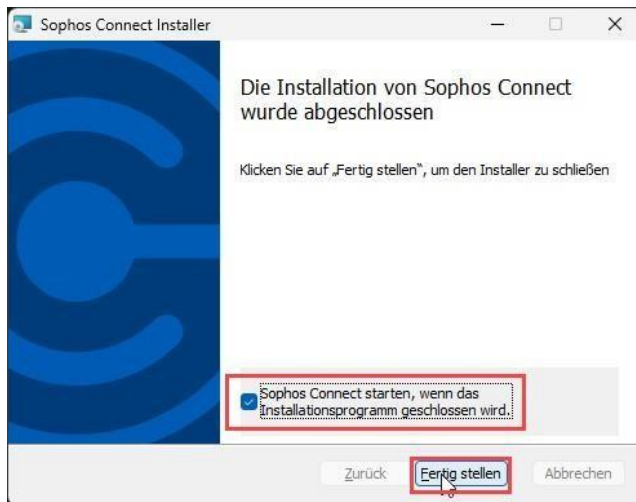 Sophos Connect Installer
Die Installation von Sophos Connect
wurde abgeschlossen
Klicken Sie auf „Fertig stellen“, um den Installer zu schließen
Sophos Connect starten, wenn das
Installationsprogramm geschlossen wird.
Zurück Fertig stellen Abbrechen